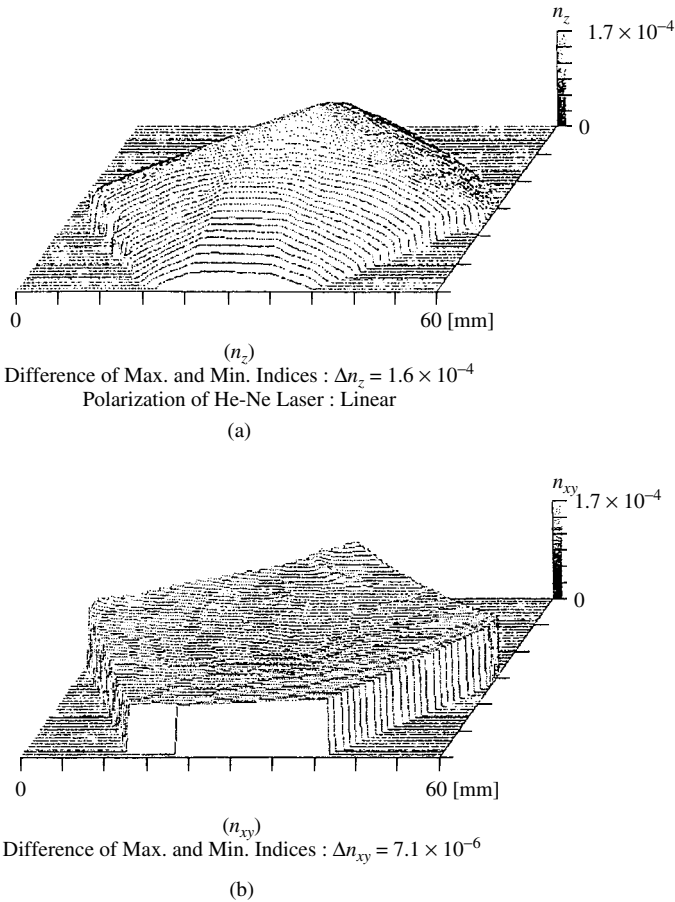 n_z
1.7 × 10⁻⁴
0
0 60 [mm]
(n_z)
Difference of Max. and Min. Indices : Δn_z = 1.6 × 10⁻⁴
Polarization of He-Ne Laser : Linear
(a)
n_xy
1.7 × 10⁻⁴
0
0 60 [mm]
(n_xy)
Difference of Max. and Min. Indices : Δn_xy = 7.1 × 10⁻⁶
(b)